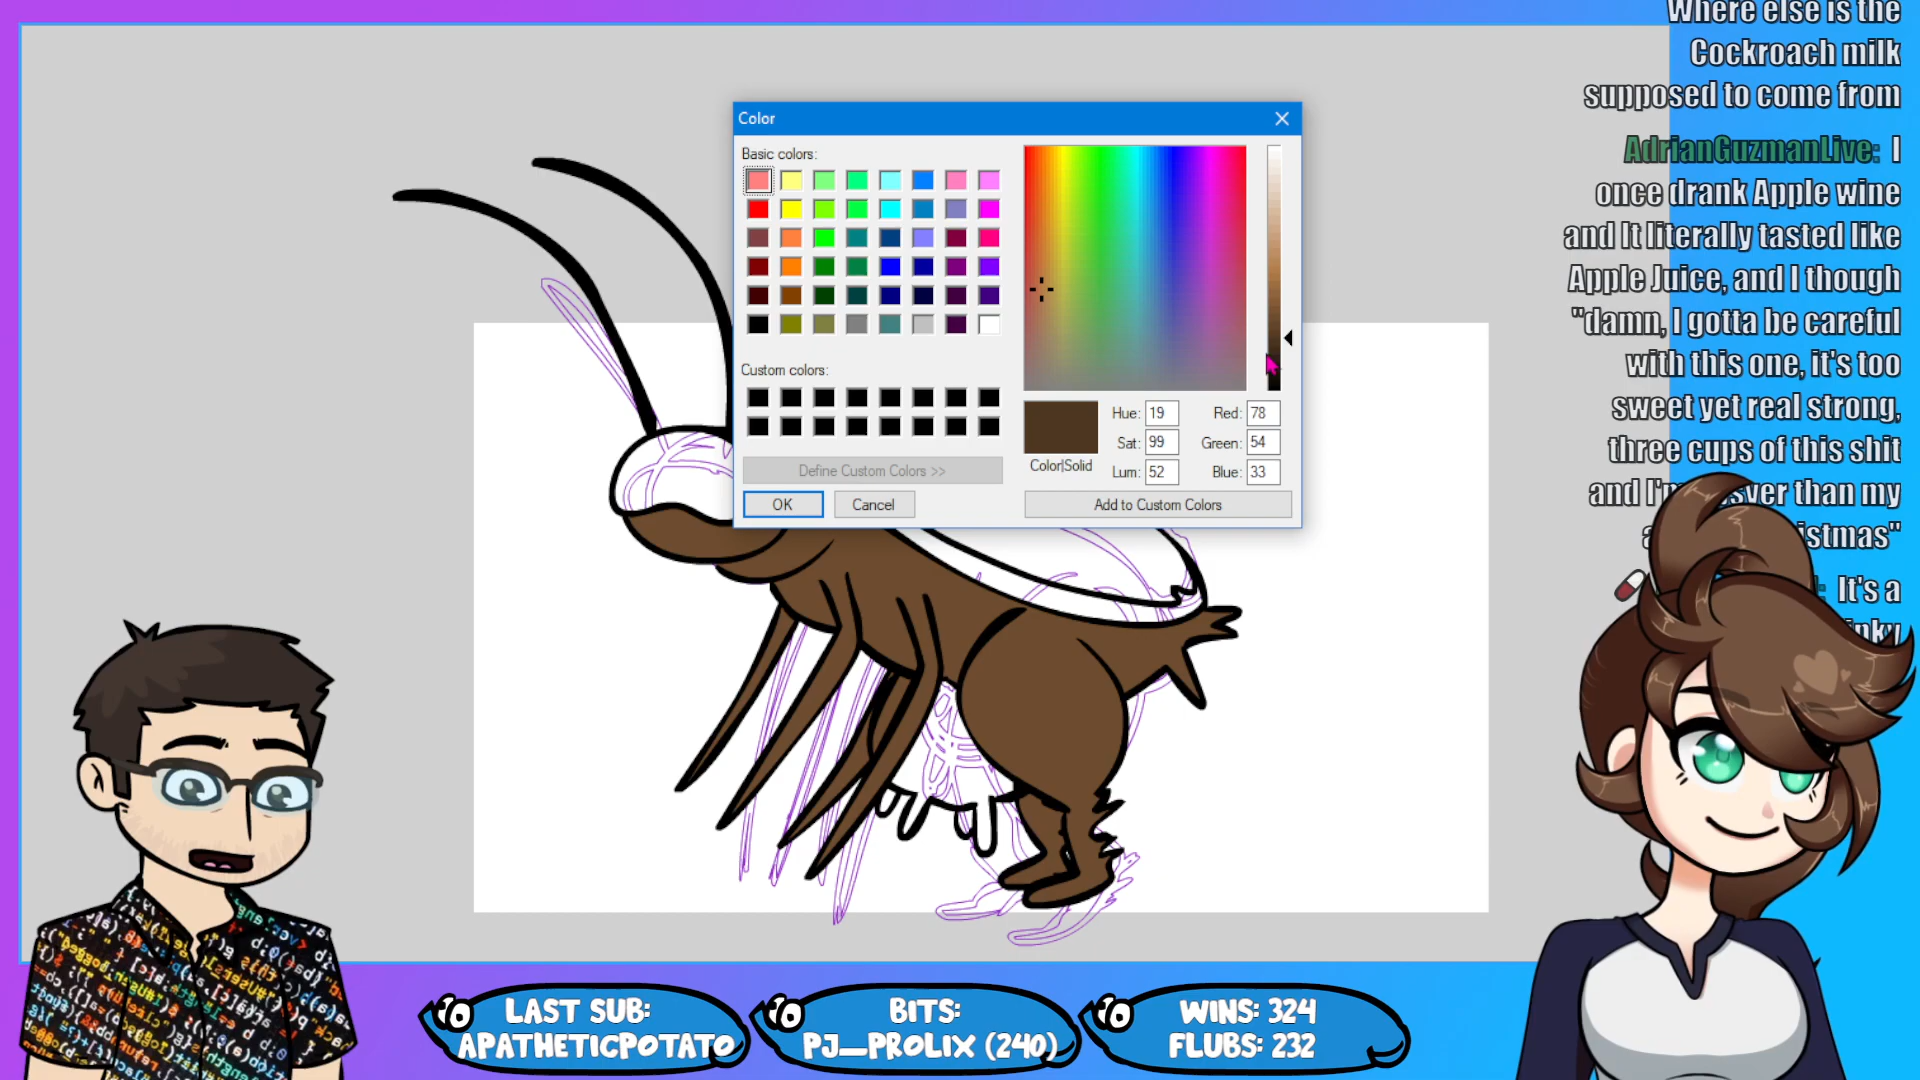 Where else is the
Cockroach milk
supposed to come from
AdrianGuzmanLive: I
once drank Apple wine
and It literally tasted like
Apple Juice, and I though
"damn, I gotta be careful
with this one, it's too
sweet yet real strong,
three cups of this shit
than my
It's a
Color
Basic colors:
Custom colors:
Define Custom Colors >>
OK
Cancel
Hue: 19
Red: 78
Sat: 99
Green: 54
Color|Solid
Lum: 52
Blue: 33
Add to Custom Colors
LAST SUB:
APATHETICPOTATO
BITS:
PJ_PROLIX (240)
WINS: 324
FLUBS: 232